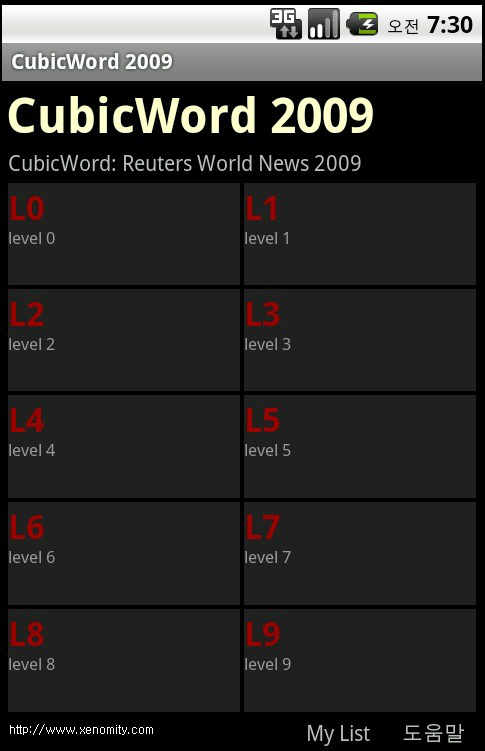 3G 오전 7:30
CubicWord 2009
CubicWord 2009
CubicWord: Reuters World News 2009
L0 L1
level 0 level 1
L2 L3
level 2 level 3
L4 L5
level 4 level 5
L6 L7
level 6 level 7
L8 L9
level 8 level 9
http://www.xenomity.com My List 도움말